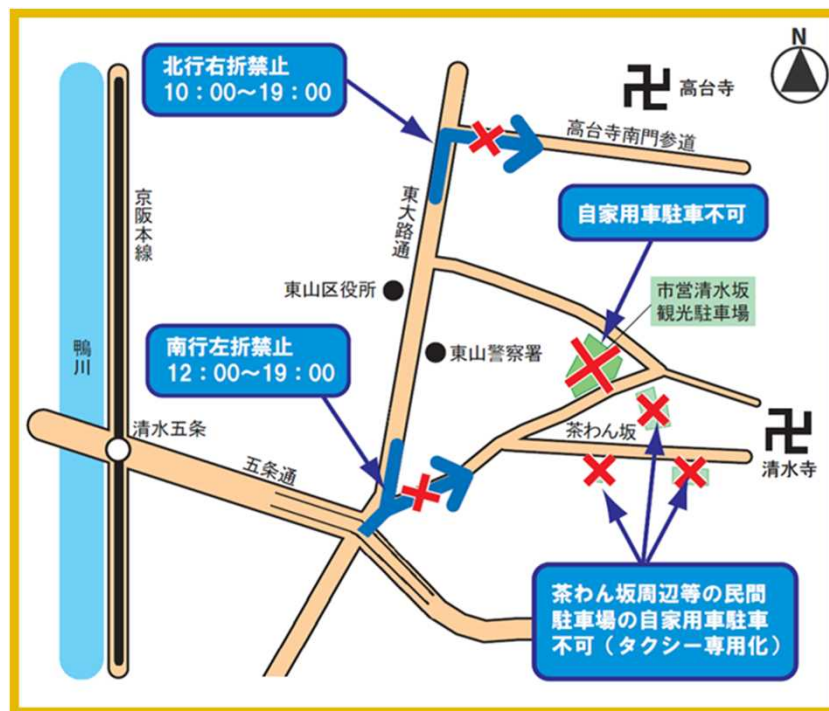 北行右折禁止
10：00～19：00
N
卍 高台寺
高台寺南門参道
京阪本線
東大路通
自家用車駐車不可
東山区役所
市営清水坂
観光駐車場
鴨川
南行左折禁止
12：00～19：00
東山警察署
清水五条
茶わん坂
卍
清水寺
五条通
茶わん坂周辺等の民間
駐車場の自家用車駐車
不可（タクシー専用化）